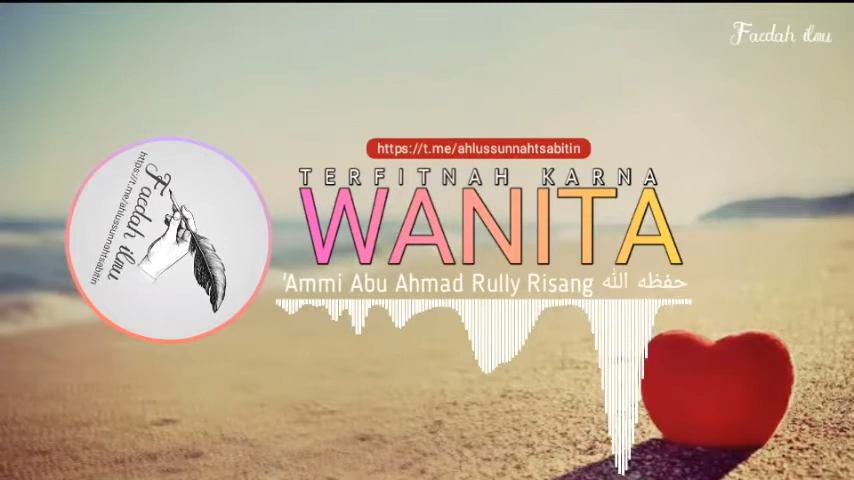 Faedah ilmu
https://t.me/ahlussunnahtsabitin
TERFITNAH KARNA
WANITA
'Ammi Abu Ahmad Rully Risang حفظه الله
Faedah ilmu
https://t.me/ahlussunnahtsabitin